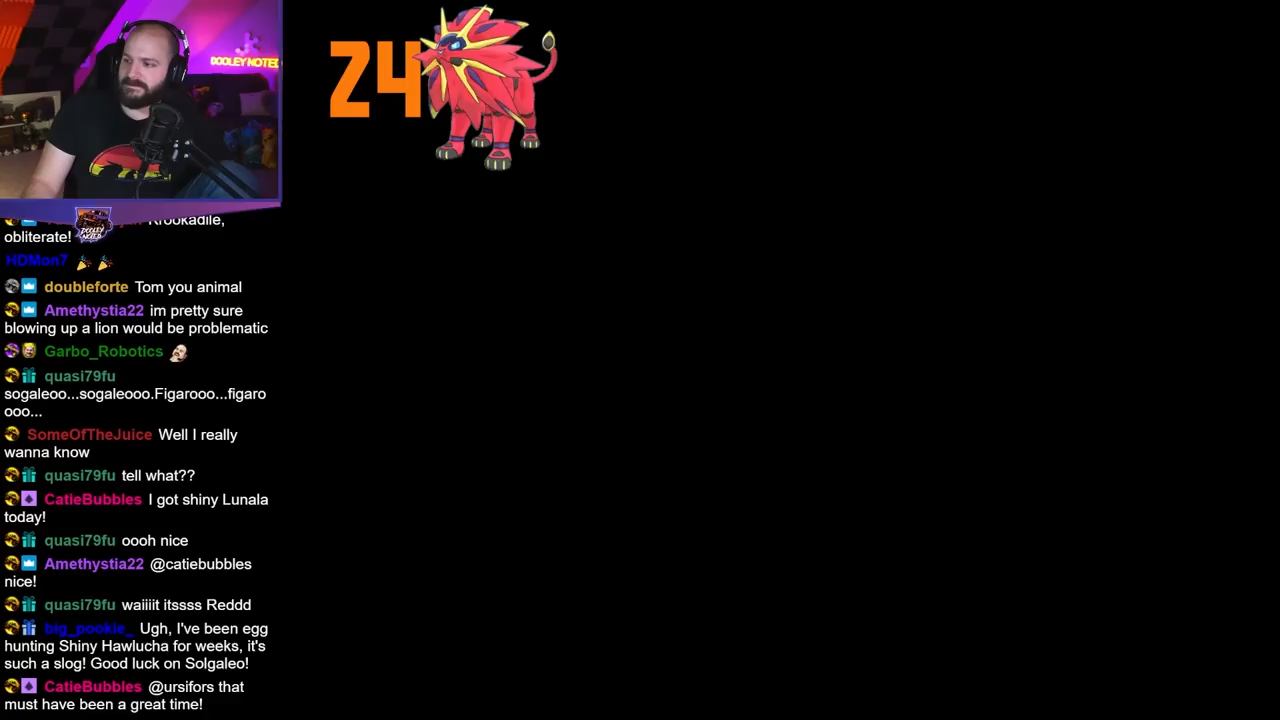 DOOLEY NOTED
24
DOOLEY
NOTED
Krookadile,
obliterate!
HDMon7
doubleforte Tom you animal
Amethystia22 im pretty sure
blowing up a lion would be problematic
Garbo_Robotics
quasi79fu
sogaleoo...sogaleooo.Figarooo...figaro
ooo...
SomeOfTheJuice Well I really
wanna know
quasi79fu tell what??
CatieBubbles I got shiny Lunala
today!
quasi79fu oooh nice
Amethystia22 @catiebubbles
nice!
quasi79fu waiiiit itssss Reddd
big_pookie_ Ugh, I've been egg
hunting Shiny Hawlucha for weeks, it's
such a slog! Good luck on Solgaleo!
CatieBubbles @ursifors that
must have been a great time!